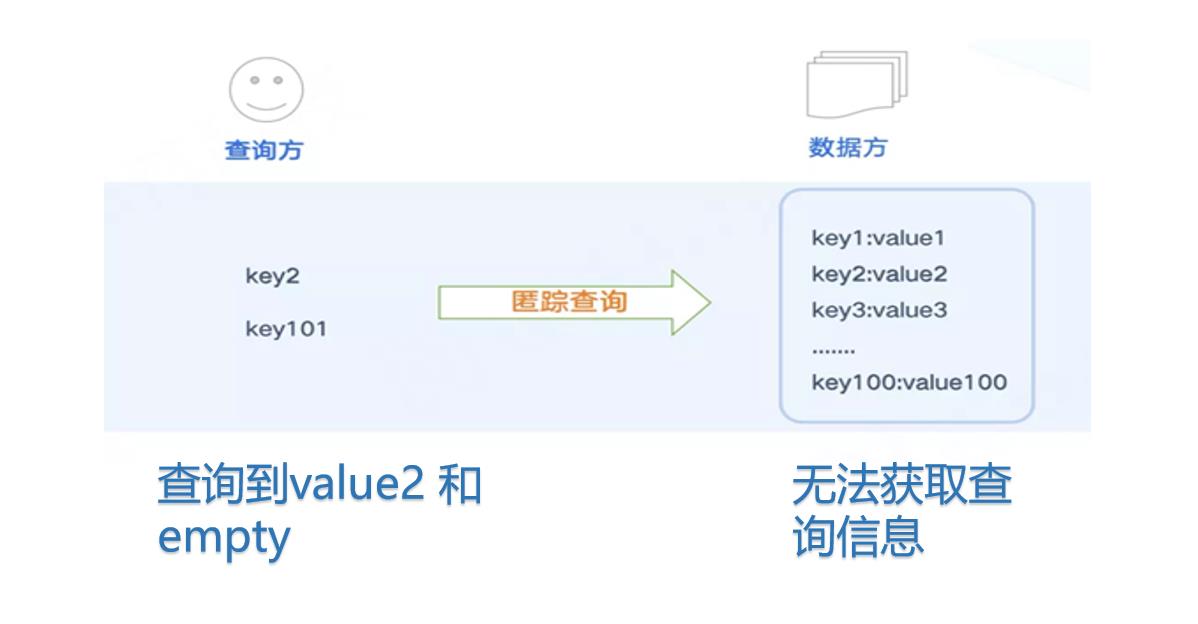 查询方
数据方
key2
key101
匿踪查询
key1:value1
key2:value2
key3:value3
.......
key100:value100
查询到value2 和
empty
无法获取查
询信息